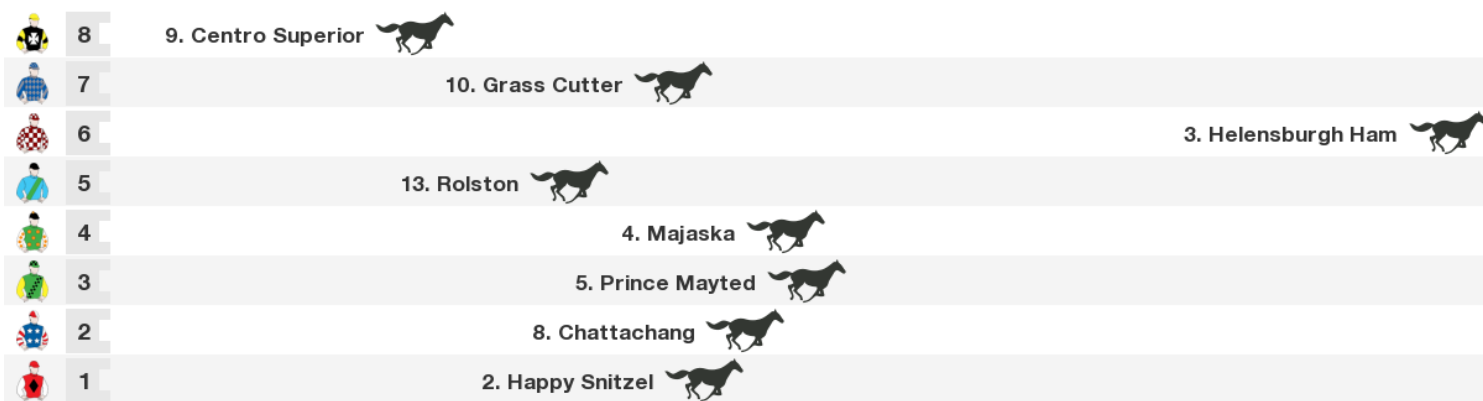 8 9. Centro Superior
7 10. Grass Cutter
6 3. Helensburgh Ham
5 13. Rolston
4 4. Majaska
3 5. Prince Mayted
2 8. Chattachang
1 2. Happy Snitzel